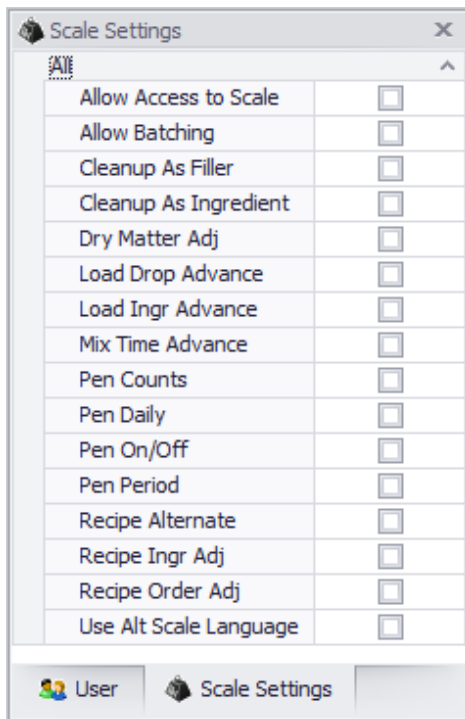 Scale Settings
All
Allow Access to Scale
Allow Batching
Cleanup As Filler
Cleanup As Ingredient
Dry Matter Adj
Load Drop Advance
Load Ingr Advance
Mix Time Advance
Pen Counts
Pen Daily
Pen On/Off
Pen Period
Recipe Alternate
Recipe Ingr Adj
Recipe Order Adj
Use Alt Scale Language
User Scale Settings